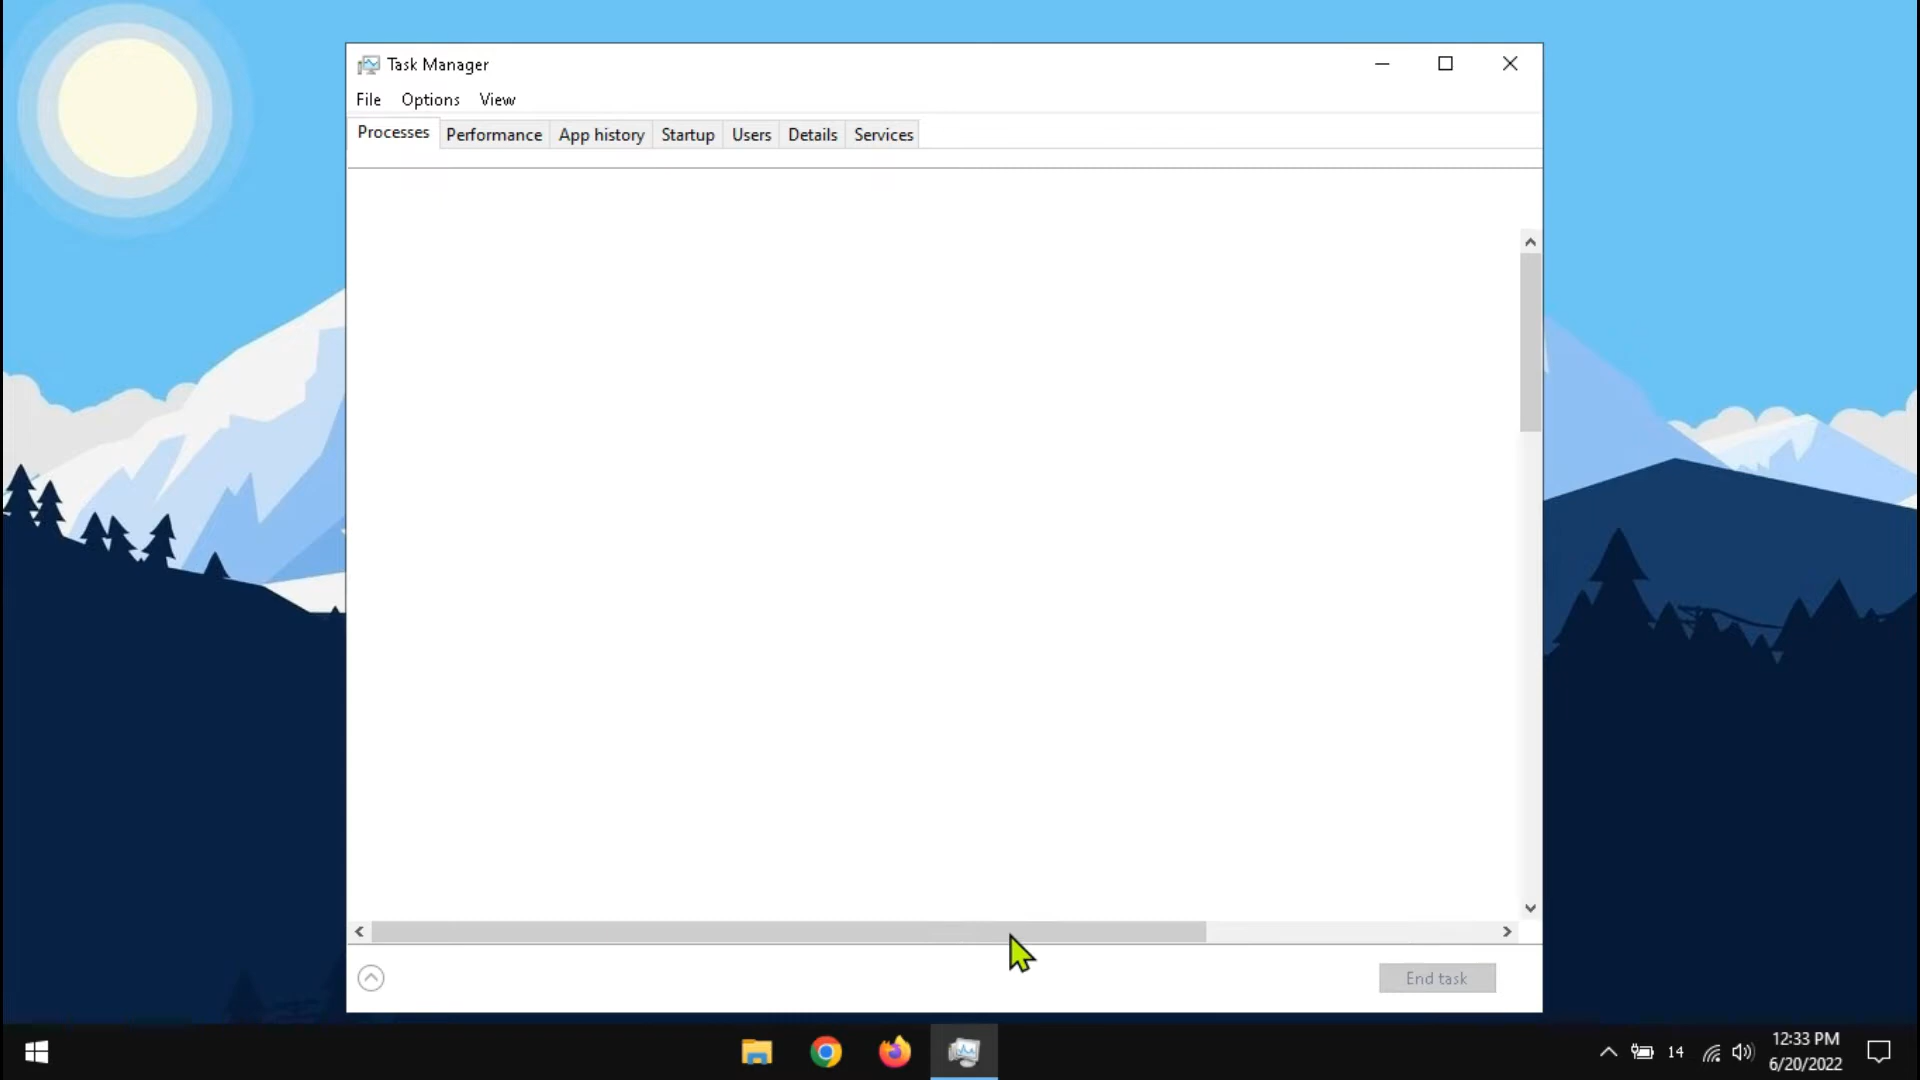 Task Manager
File Options View
Processes Performance App history Startup Users Details Services
End task
14
12:33 PM
6/20/2022